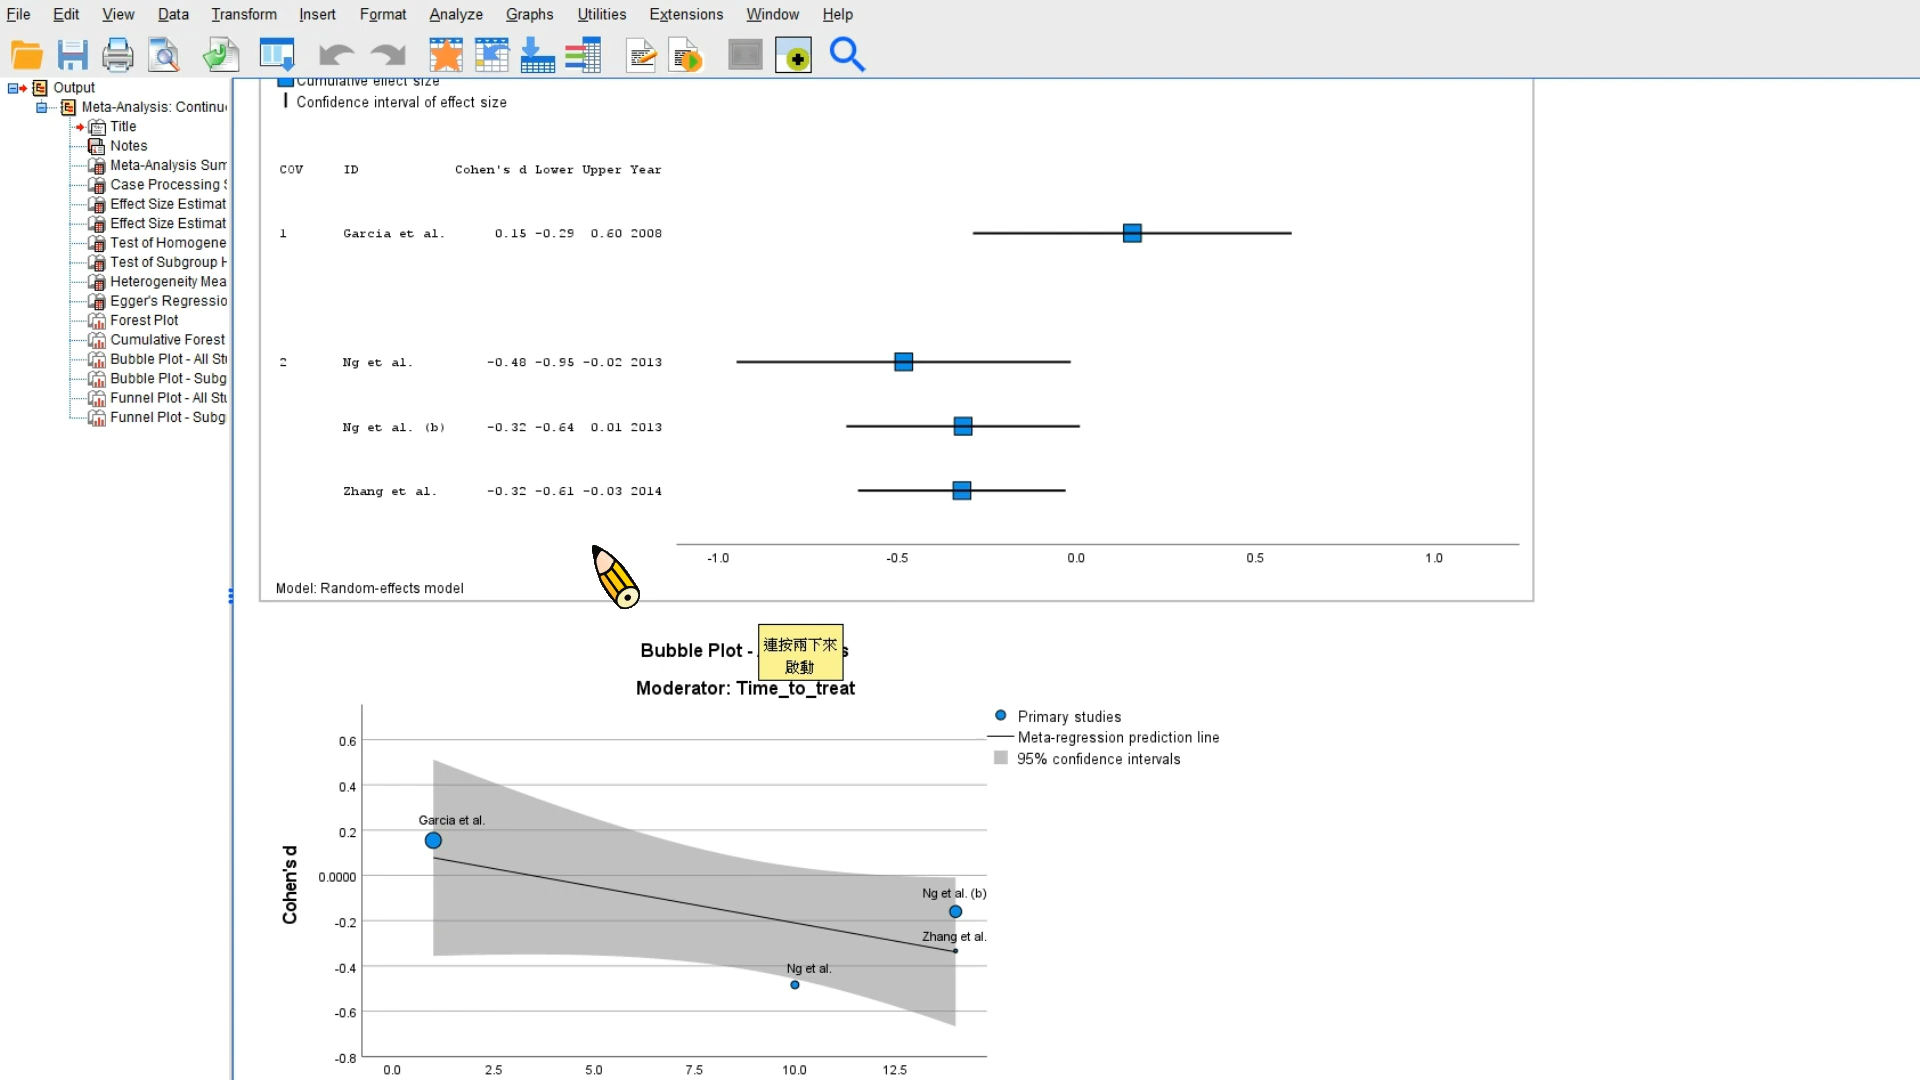 File Edit View Data Transform Insert Format Analyze Graphs Utilities Extensions Window Help
Output
Meta-Analysis: Continu
Title
Notes
Meta-Analysis Sum
Case Processing S
Effect Size Estimat
Effect Size Estimat
Test of Homogene
Test of Subgroup H
Heterogeneity Mea
Egger's Regressio
Forest Plot
Cumulative Forest
Bubble Plot - All Stu
Bubble Plot - Subg
Funnel Plot - All Stu
Funnel Plot - Subg
Cumulative effect size
Confidence interval of effect size
COV ID Cohen's d Lower Upper Year
1 Garcia et al. 0.15 -0.29 0.60 2008
2 Ng et al. -0.48 -0.95 -0.02 2013
Ng et al. (b) -0.32 -0.64 0.01 2013
Zhang et al. -0.32 -0.61 -0.03 2014
-1.0 -0.5 0.0 0.5 1.0
Model: Random-effects model
連按兩下來
啟動
Bubble Plot - s
Moderator: Time_to_treat
Primary studies
Meta-regression prediction line
95% confidence intervals
Cohen's d
0.6
0.4
0.2
0.0000
-0.2
-0.4
-0.6
-0.8
Garcia et al.
Ng et al. (b)
Zhang et al.
Ng et al.
0.0 2.5 5.0 7.5 10.0 12.5